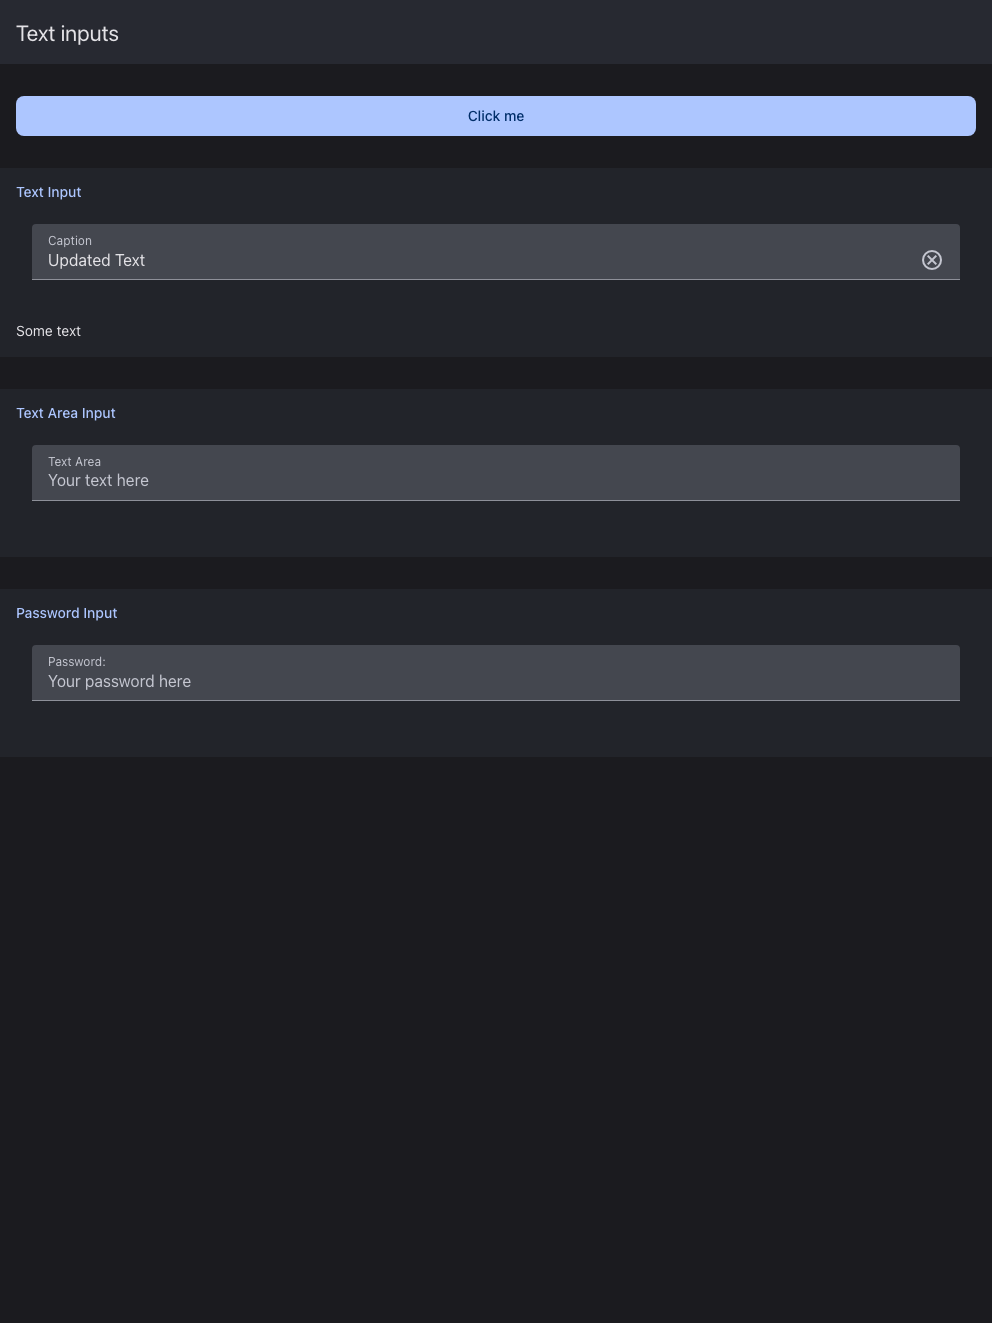 Text inputs
Click me
Text Input
Caption
Updated Text
Some text
Text Area Input
Text Area
Your text here
Password Input
Password:
Your password here